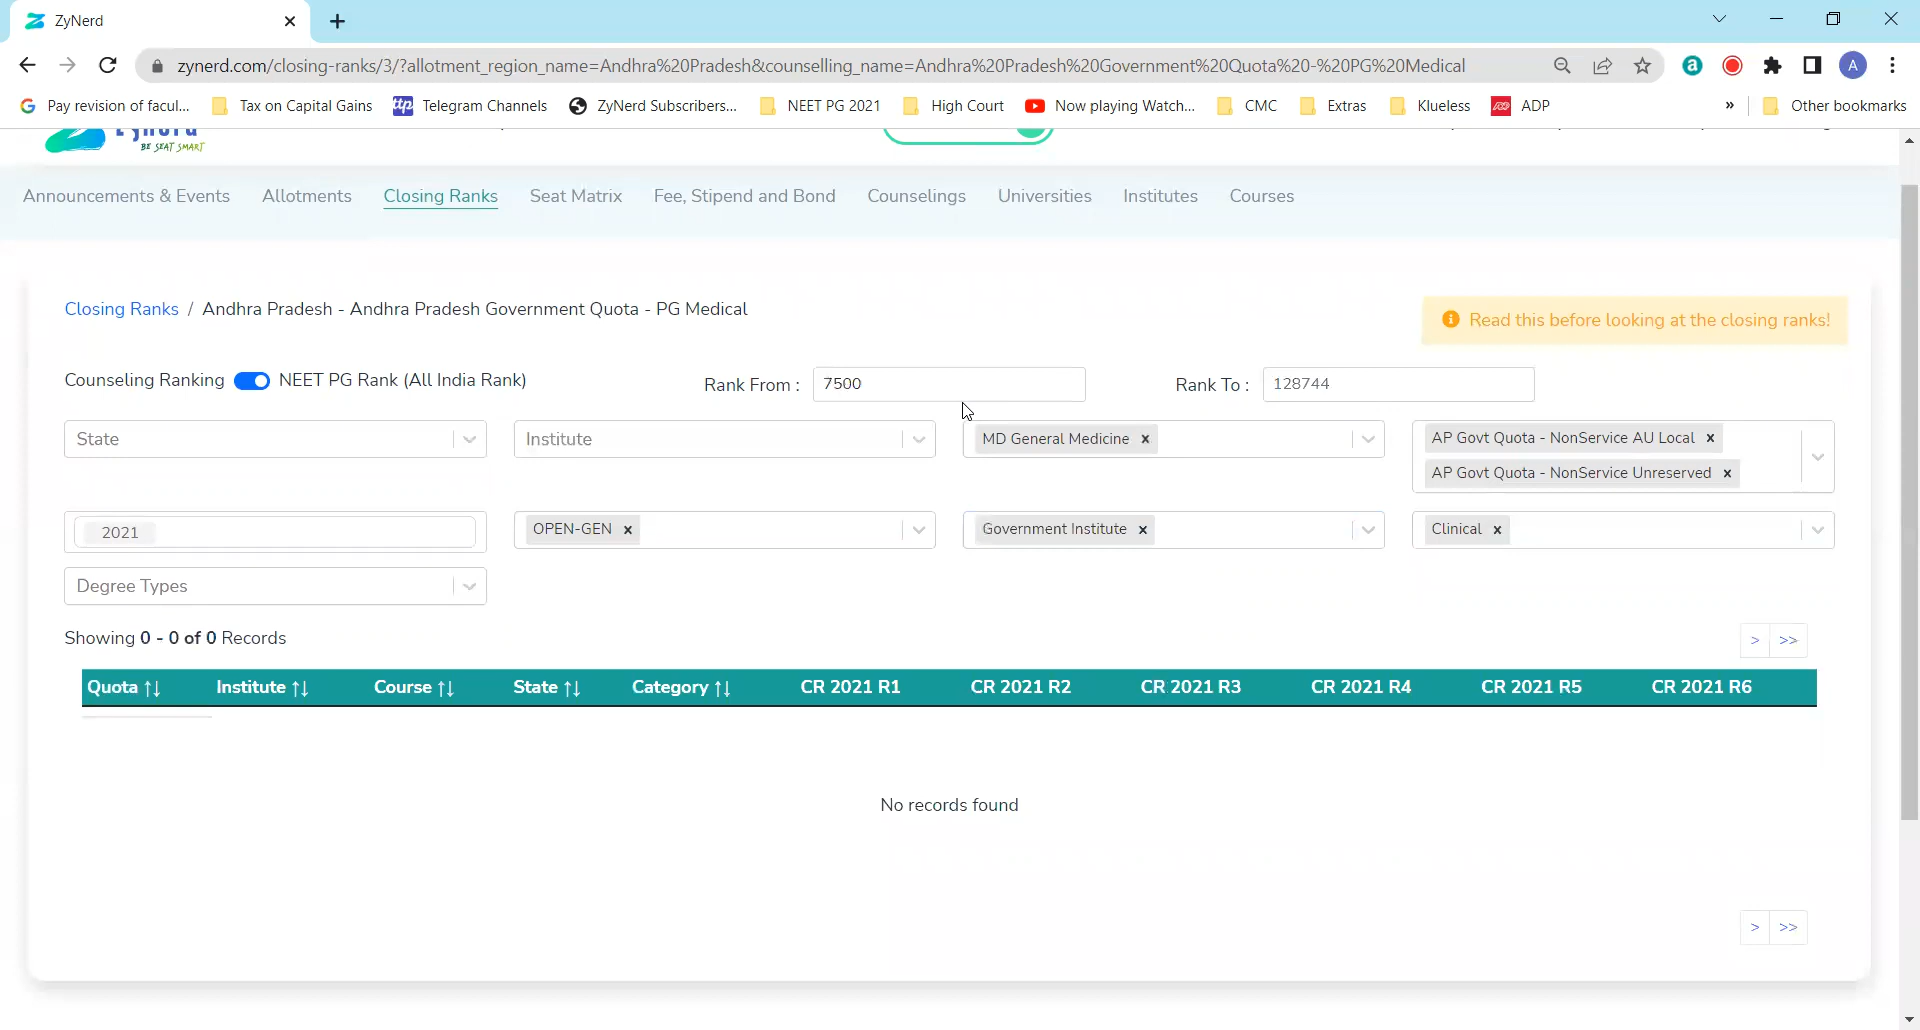 ZyNerd
zynerd.com/closing-ranks/3/?allotment_region_name=Andhra%20Pradesh&counselling_name=Andhra%20Pradesh%20Government%20Quota%20-%20PG%20Medical
A
Pay revision of facul... Tax on Capital Gains Telegram Channels ZyNerd Subscribers... NEET PG 2021 High Court Now playing Watch... CMC Extras Klueless ADP » Other bookmarks
BE SEAT SMART
Announcements & Events Allotments Closing Ranks Seat Matrix Fee, Stipend and Bond Counselings Universities Institutes Courses
Closing Ranks / Andhra Pradesh - Andhra Pradesh Government Quota - PG Medical
Read this before looking at the closing ranks!
Counseling Ranking NEET PG Rank (All India Rank) Rank From : 7500 Rank To : 128744
State Institute MD General Medicine × AP Govt Quota - NonService AU Local ×
AP Govt Quota - NonService Unreserved ×
2021 OPEN-GEN × Government Institute × Clinical ×
Degree Types
Showing 0 - 0 of 0 Records > >>
Quota ↑↓ Institute ↑↓ Course ↑↓ State ↑↓ Category ↑↓ CR 2021 R1 CR 2021 R2 CR 2021 R3 CR 2021 R4 CR 2021 R5 CR 2021 R6
No records found
> >>